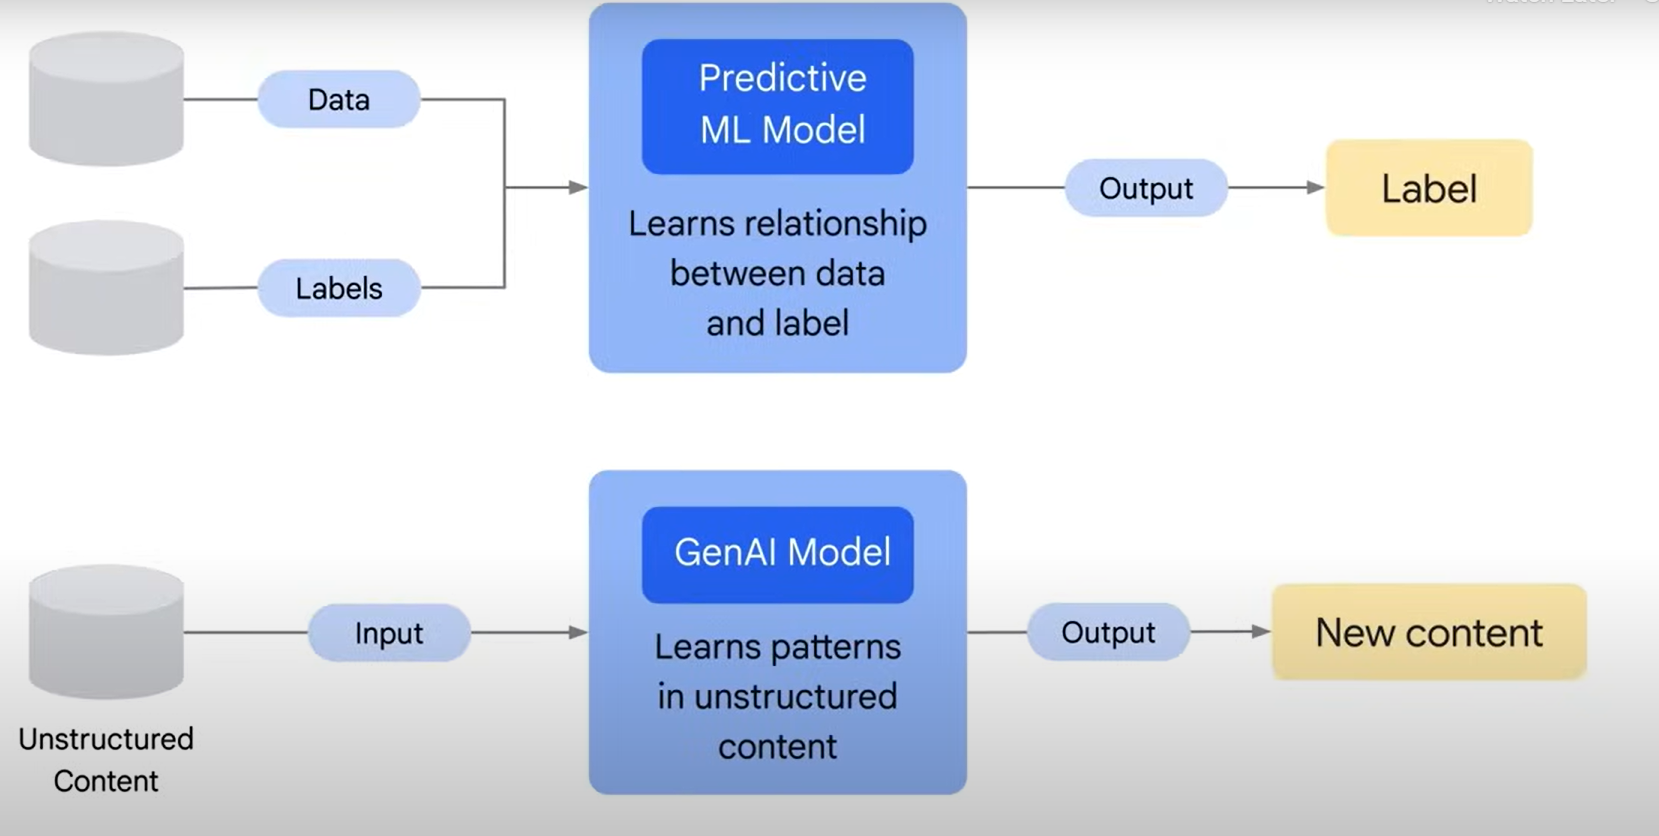 Data
Labels
Predictive
ML Model
Learns relationship
between data
and label
Output
Label
Unstructured
Content
Input
GenAI Model
Learns patterns
in unstructured
content
Output
New content